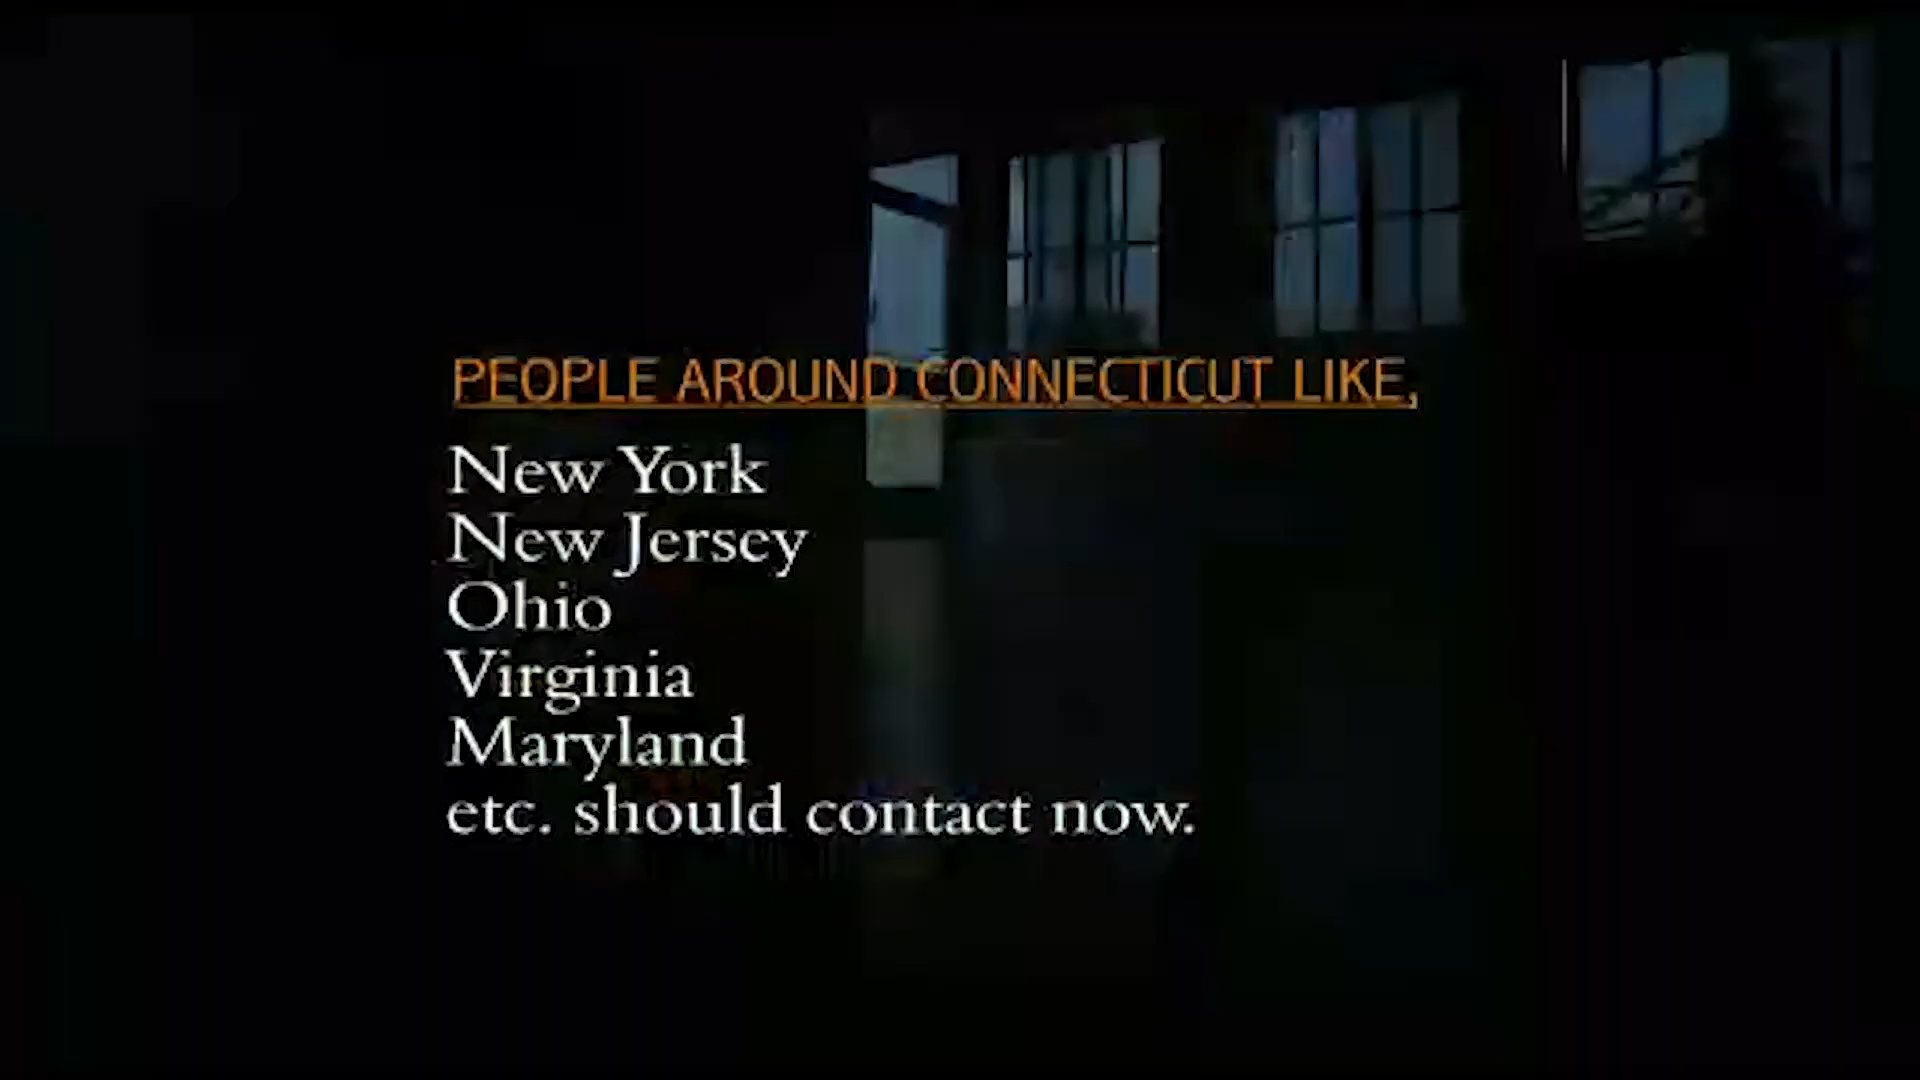 PEOPLE AROUND CONNECTICUT LIKE,
New York
New Jersey
Ohio
Virginia
Maryland
etc. should contact now.